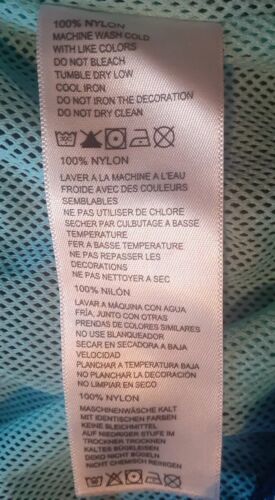 100% NYLON
MACHINE WASH COLD
WITH LIKE COLORS
DO NOT BLEACH
TUMBLE DRY LOW
COOL IRON
DO NOT IRON THE DECORATION
DO NOT DRY CLEAN
100% NYLON
LAVER A LA MACHINE A L'EAU
FROIDE AVEC DES COULEURS
SEMBLABLES
NE PAS UTILISER DE CHLORE
SECHER PAR CULBUTAGE A BASSE
TEMPERATURE
FER A BASSE TEMPERATURE
NE PAS REPASSER LES
DECORATIONS
NE PAS NETTOYER A SEC
100% NILÓN
LAVAR A MÁQUINA CON AGUA
FRÍA, JUNTO CON OTRAS
PRENDAS DE COLORES SIMILARES
NO USE BLANQUEADOR
SECAR EN SECADORA A BAJA
VELOCIDAD
PLANCHAR A TEMPERATURA BAJA
NO PLANCHAR LA DECORACIÓN
NO LIMPIAR EN SECO
100% NYLON
MASCHINENWÄSCHE KALT
MIT IDENTISCHEN FARBEN
KEINE BLEICHMITTEL
AUF NIEDRIGER STUFE IM
TROCKNER TROCKNEN
KALTES BÜGELEISEN
DEKO NICHT BÜGELN
NICHT CHEMISCH REINIGEN